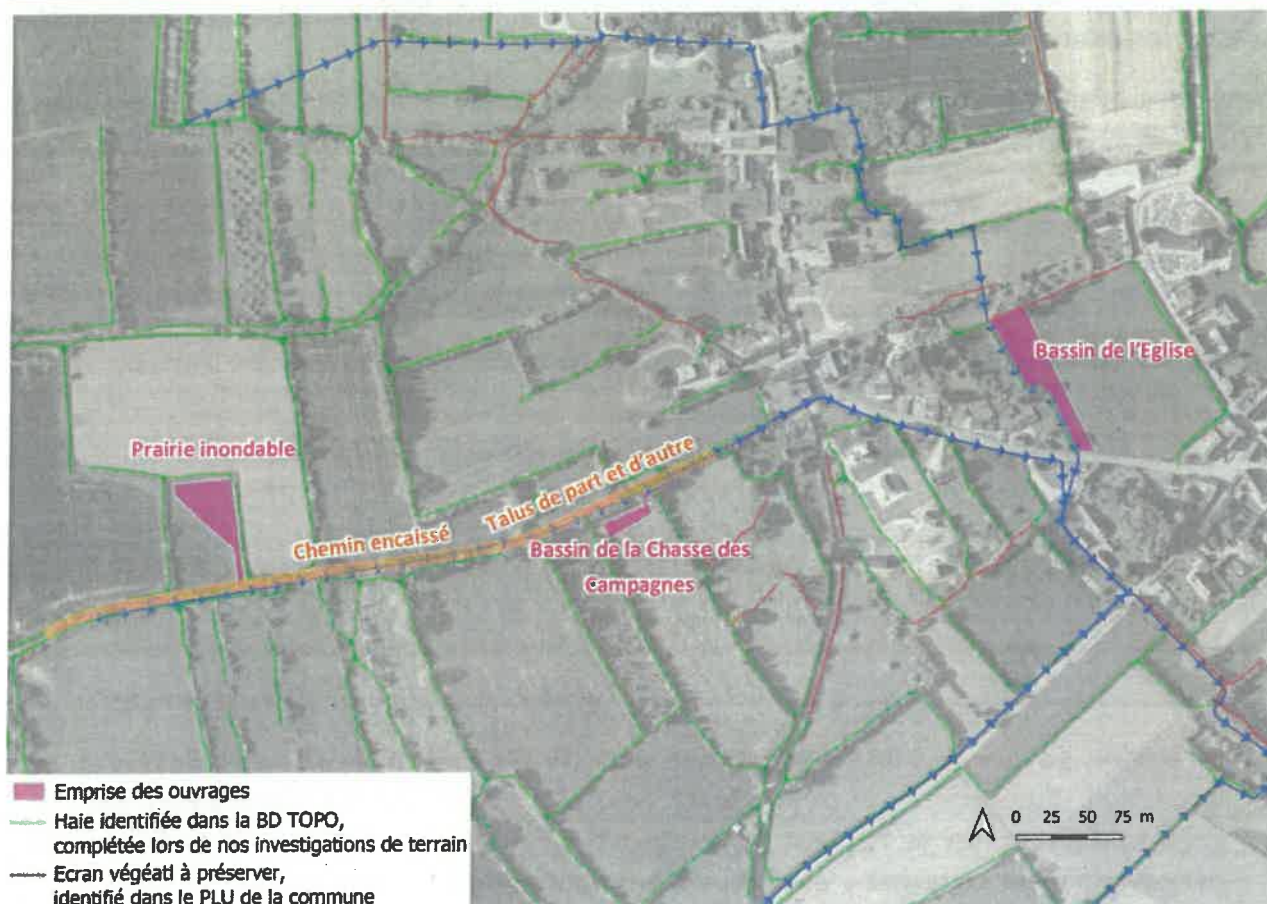 Bassin de l'Eglise
Prairie inondable
Talus de part et d'autre
Chemin encaissé
Bassin de la Chasse des
Campagnes
Emprise des ouvrages
Haie identifiée dans la BD TOPO,
complétée lors de nos investigations de terrain
Ecran végéatl à préserver,
identifié dans le PLU de la commune
0 25 50 75 m